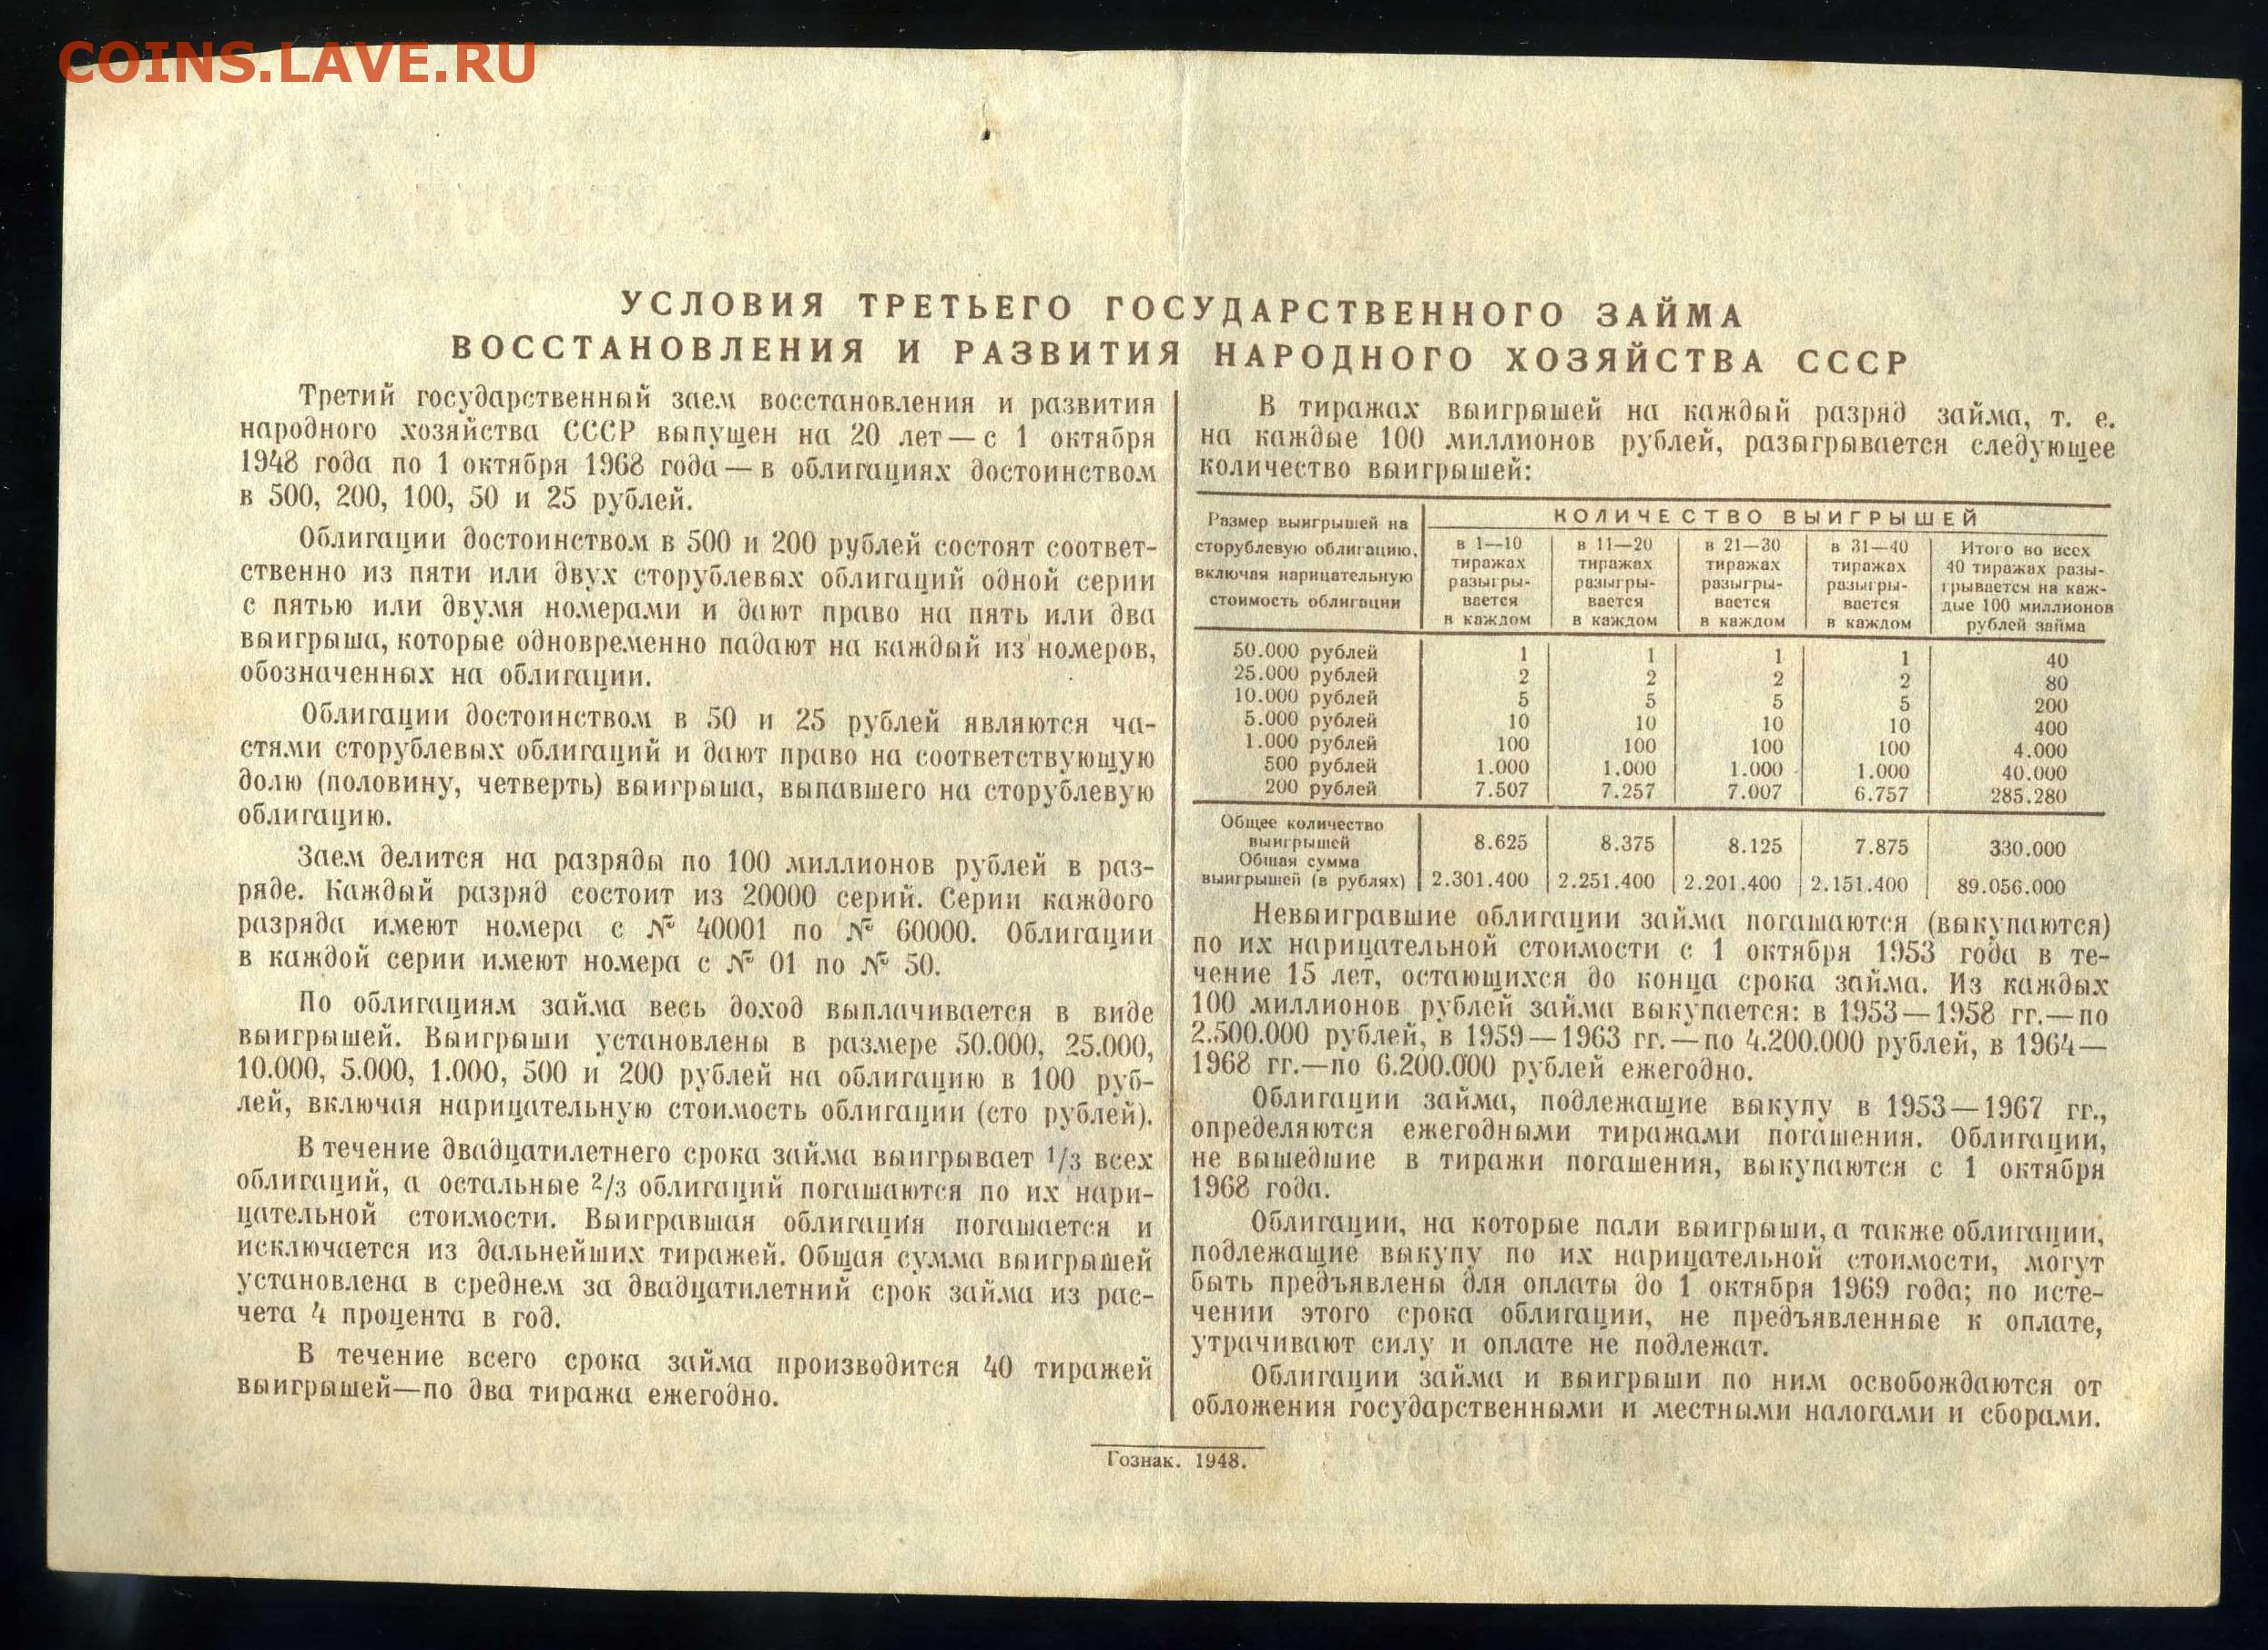 COINS.LAVE.RU
УСЛОВИЯ ТРЕТЬЕГО ГОСУДАРСТВЕННОГО ЗАЙМА
ВОССТАНОВЛЕНИЯ И РАЗВИТИЯ НАРОДНОГО ХОЗЯЙСТВА СССР
Третий государственный заем восстановления и развития
народного хозяйства СССР выпущен на 20 лет — с 1 октября
1948 года по 1 октября 1968 года — в облигациях достоинством
в 500, 200, 100, 50 и 25 рублей.
Облигации достоинством в 500 и 200 рублей состоят соответ-
ственно из пяти или двух сторублевых облигаций одной серии
с пятью или двумя номерами и дают право на пять или два
выигрыша, которые одновременно падают на каждый из номеров,
обозначенных на облигации.
Облигации достоинством в 50 и 25 рублей являются ча-
стями сторублевых облигаций и дают право на соответствующую
долю (половину, четверть) выигрыша, выпавшего на сторублевую
облигацию.
Заем делится на разряды по 100 миллионов рублей в раз-
ряде. Каждый разряд состоит из 20000 серий. Серии каждого
разряда имеют номера с № 40001 по № 60000. Облигации
в каждой серии имеют номера с № 01 по № 50.
По облигациям займа весь доход выплачивается в виде
выигрышей. Выигрыши установлены в размере 50.000, 25.000,
10.000, 5.000, 1.000, 500 и 200 рублей на облигацию в 100 руб-
лей, включая нарицательную стоимость облигации (сто рублей).
В течение двадцатилетнего срока займа выигрывает 1/3 всех
облигаций, а остальные 2/3 облигаций погашаются по их нари-
цательной стоимости. Выигравшая облигация погашается и
исключается из дальнейших тиражей. Общая сумма выигрышей
установлена в среднем за двадцатилетний срок займа из рас-
чета 4 процента в год.
В течение всего срока займа производится 40 тиражей
выигрышей—по два тиража ежегодно.
В тиражах выигрышей на каждый разряд займа, т. е.
на каждые 100 миллионов рублей, разыгрывается следующее
количество выигрышей:
Размер выигрышей на
сторублевую облигацию,
включая нарицательную
стоимость облигации
КОЛИЧЕСТВО ВЫИГРЫШЕЙ
в 1—10
тиражах
разыгры-
вается
в каждом
в 11—20
тиражах
разыгры-
вается
в каждом
в 21—30
тиражах
разыгры-
вается
в каждом
в 31—40
тиражах
разыгры-
вается
в каждом
Итого во всех
40 тиражах разы-
грывается на каж-
дые 100 миллионов
рублей займа
50.000 рублей 1 1 1 1 40
25.000 рублей 2 2 2 2 80
10.000 рублей 5 5 5 5 200
5.000 рублей 10 10 10 10 400
1.000 рублей 100 100 100 100 4.000
500 рублей 1.000 1.000 1.000 1.000 40.000
200 рублей 7.507 7.257 7.007 6.757 285.280
Общее количество
выигрышей 8.625 8.375 8.125 7.875 330.000
Общая сумма
выигрышей (в рублях) 2.301.400 2.251.400 2.201.400 2.151.400 89.056.000
Невыигравшие облигации займа погашаются (выкупаются)
по их нарицательной стоимости с 1 октября 1953 года в те-
чение 15 лет, остающихся до конца срока займа. Из каждых
100 миллионов рублей займа выкупается: в 1953—1958 гг.—по
2.500.000 рублей, в 1959—1963 гг.—по 4.200.000 рублей, в 1964—
1968 гг.—по 6.200.000 рублей ежегодно.
Облигации займа, подлежащие выкупу в 1953—1967 гг.,
определяются ежегодными тиражами погашения. Облигации,
не вышедшие в тиражи погашения, выкупаются с 1 октября
1968 года.
Облигации, на которые пали выигрыши, а также облигации,
подлежащие выкупу по их нарицательной стоимости, могут
быть предъявлены для оплаты до 1 октября 1969 года; по исте-
чении этого срока облигации, не предъявленные к оплате,
утрачивают силу и оплате не подлежат.
Облигации займа и выигрыши по ним освобождаются от
обложения государственными и местными налогами и сборами.
Гознак. 1948.